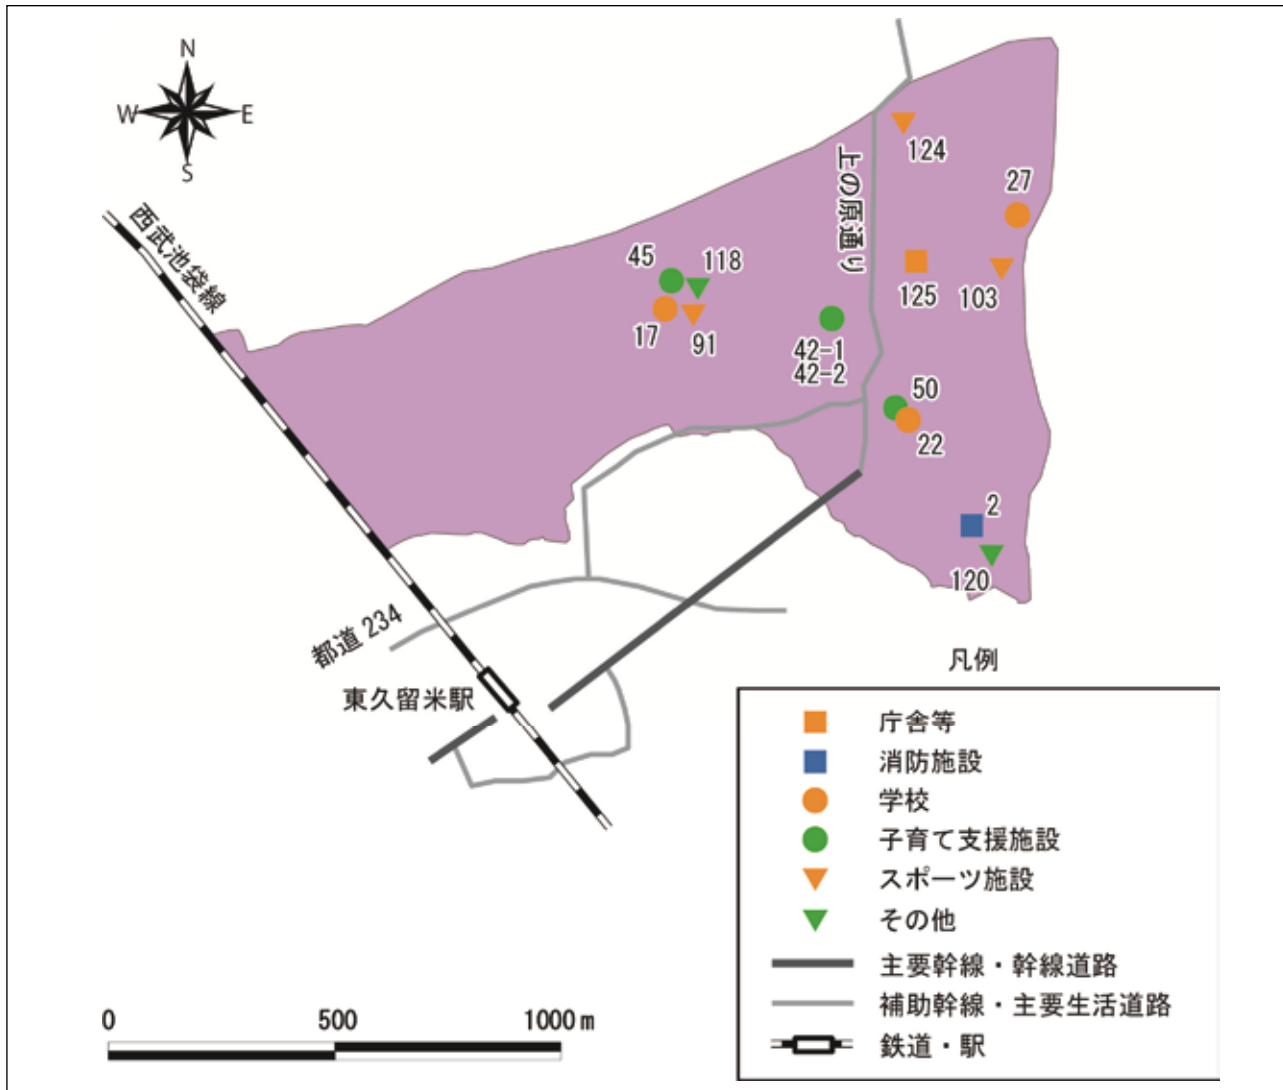 N
W E
S
西武池袋線
上の原通り
124
27
45
118
125
103
17
91
42-1
42-2
50
22
2
120
都道234
東久留米駅
凡例
庁舎等
消防施設
学校
子育て支援施設
スポーツ施設
その他
主要幹線・幹線道路
補助幹線・主要生活道路
鉄道・駅
0 500 1000m